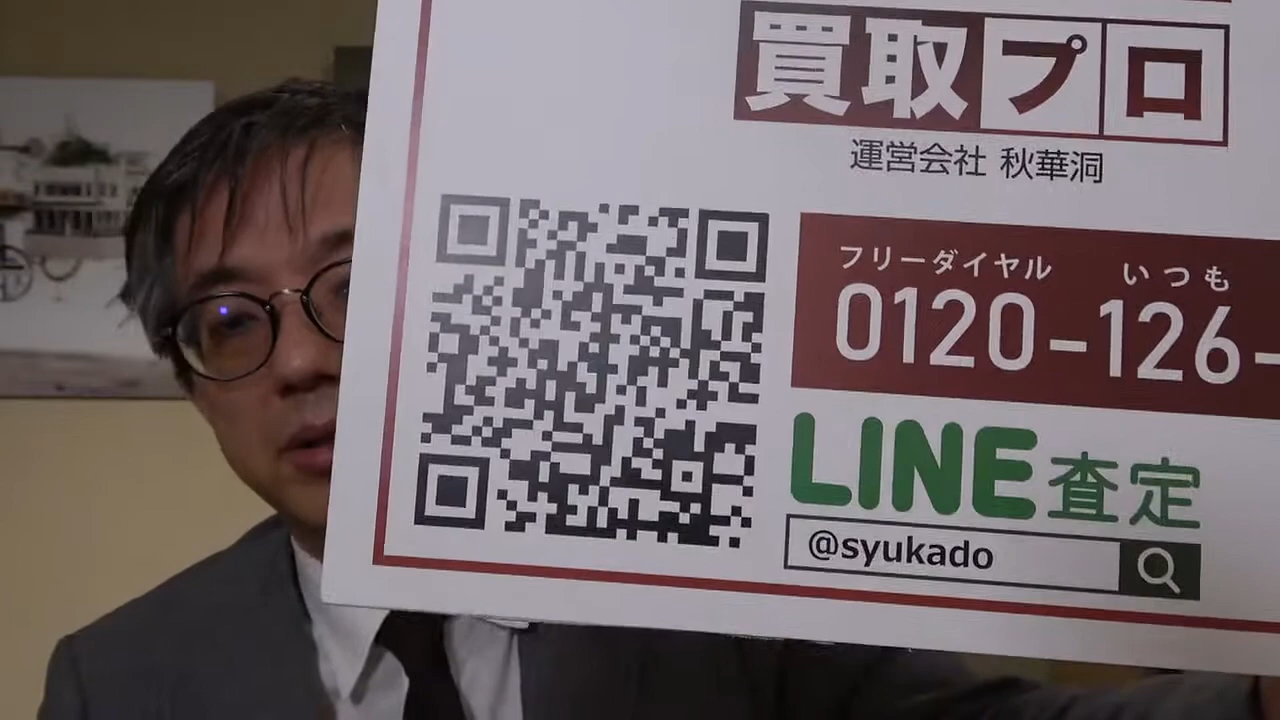 買取プロ
運営会社 秋華洞
フリーダイヤル いつも
0120-126-
LINE査定
@syukado